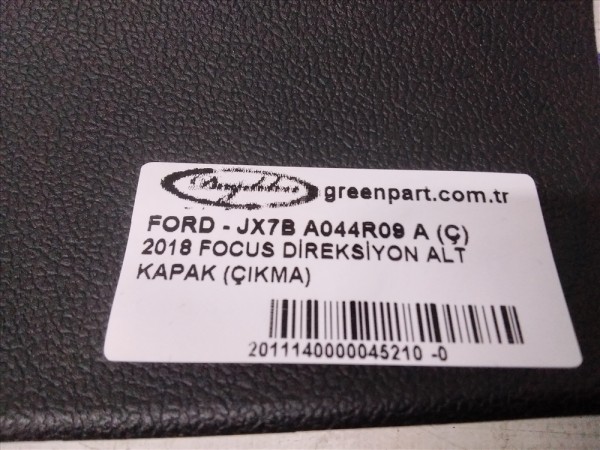 greenpart.com.tr
FORD - JX7B A044R09 A (Ç)
2018 FOCUS DİREKSİYON ALT
KAPAK (ÇIKMA)
2011140000045210 -0